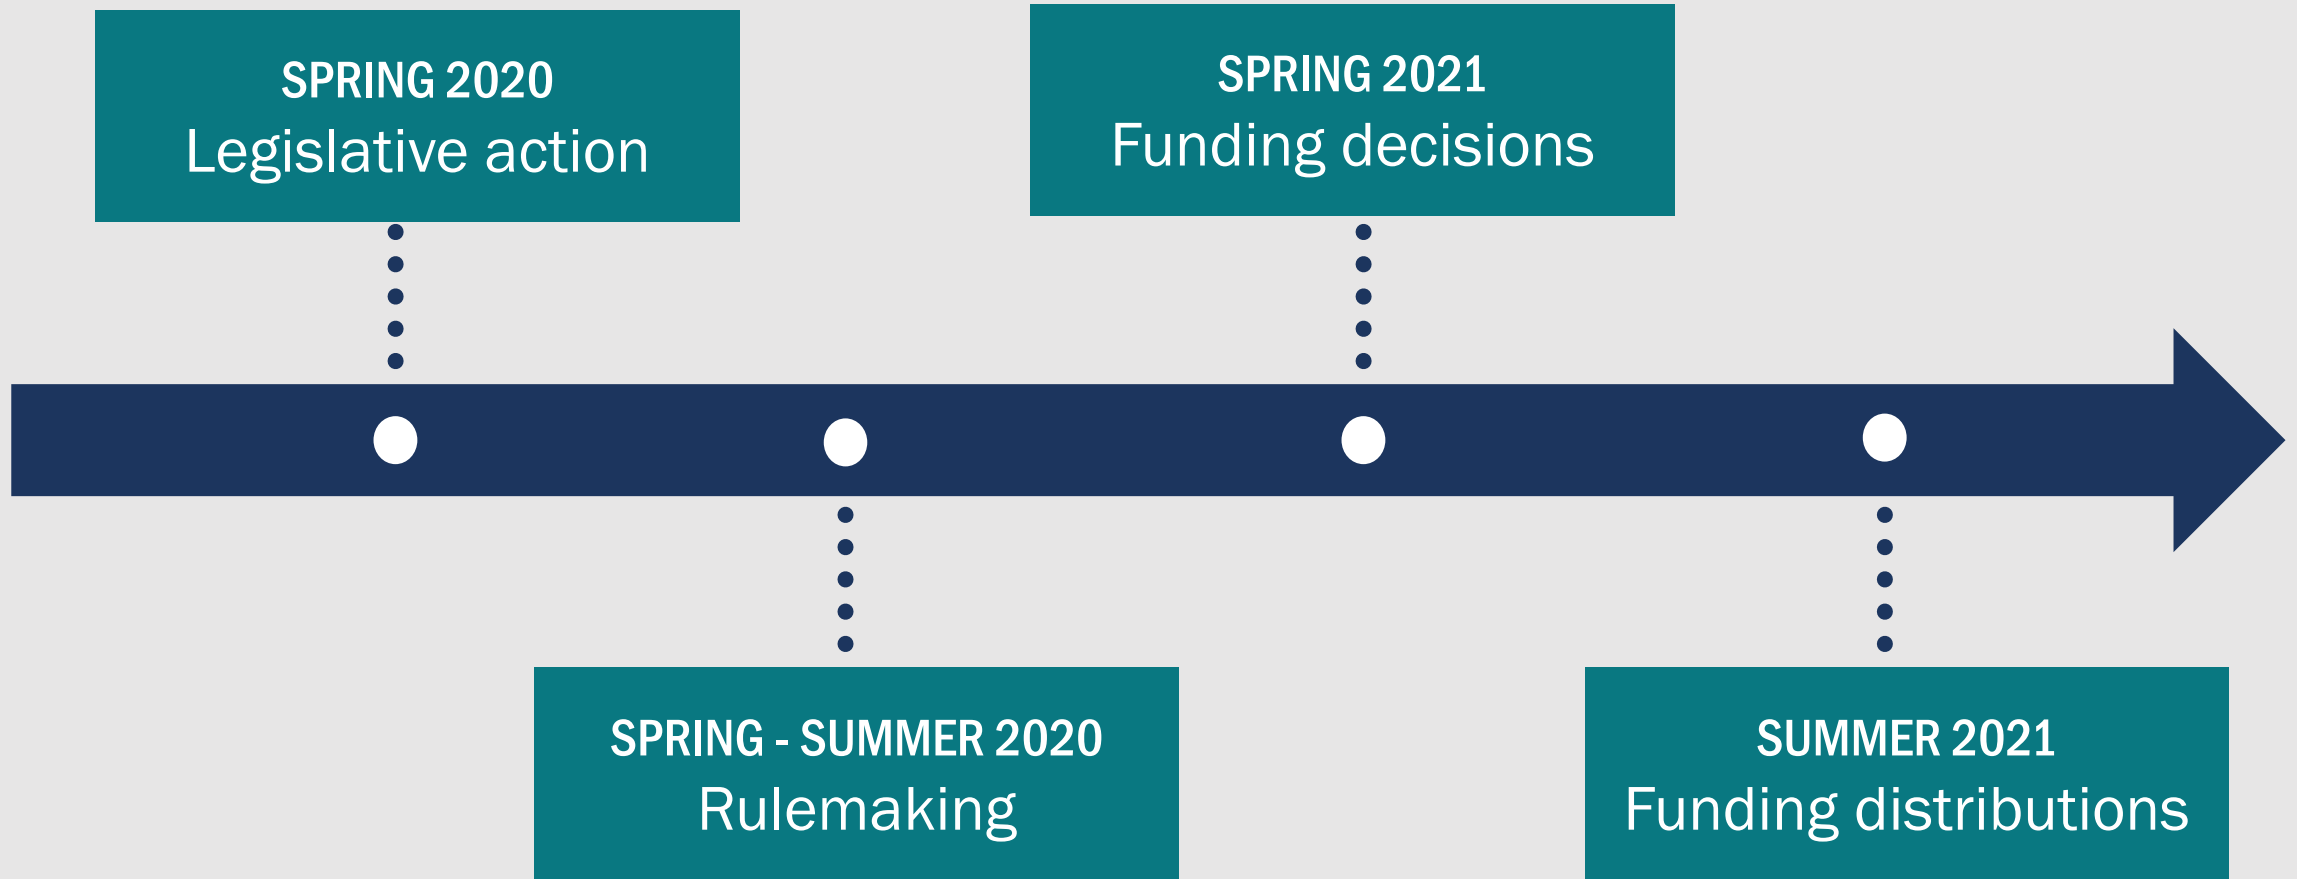 SPRING 2020
Legislative action
SPRING - SUMMER 2020
Rulemaking
SPRING 2021
Funding decisions
SUMMER 2021
Funding distributions